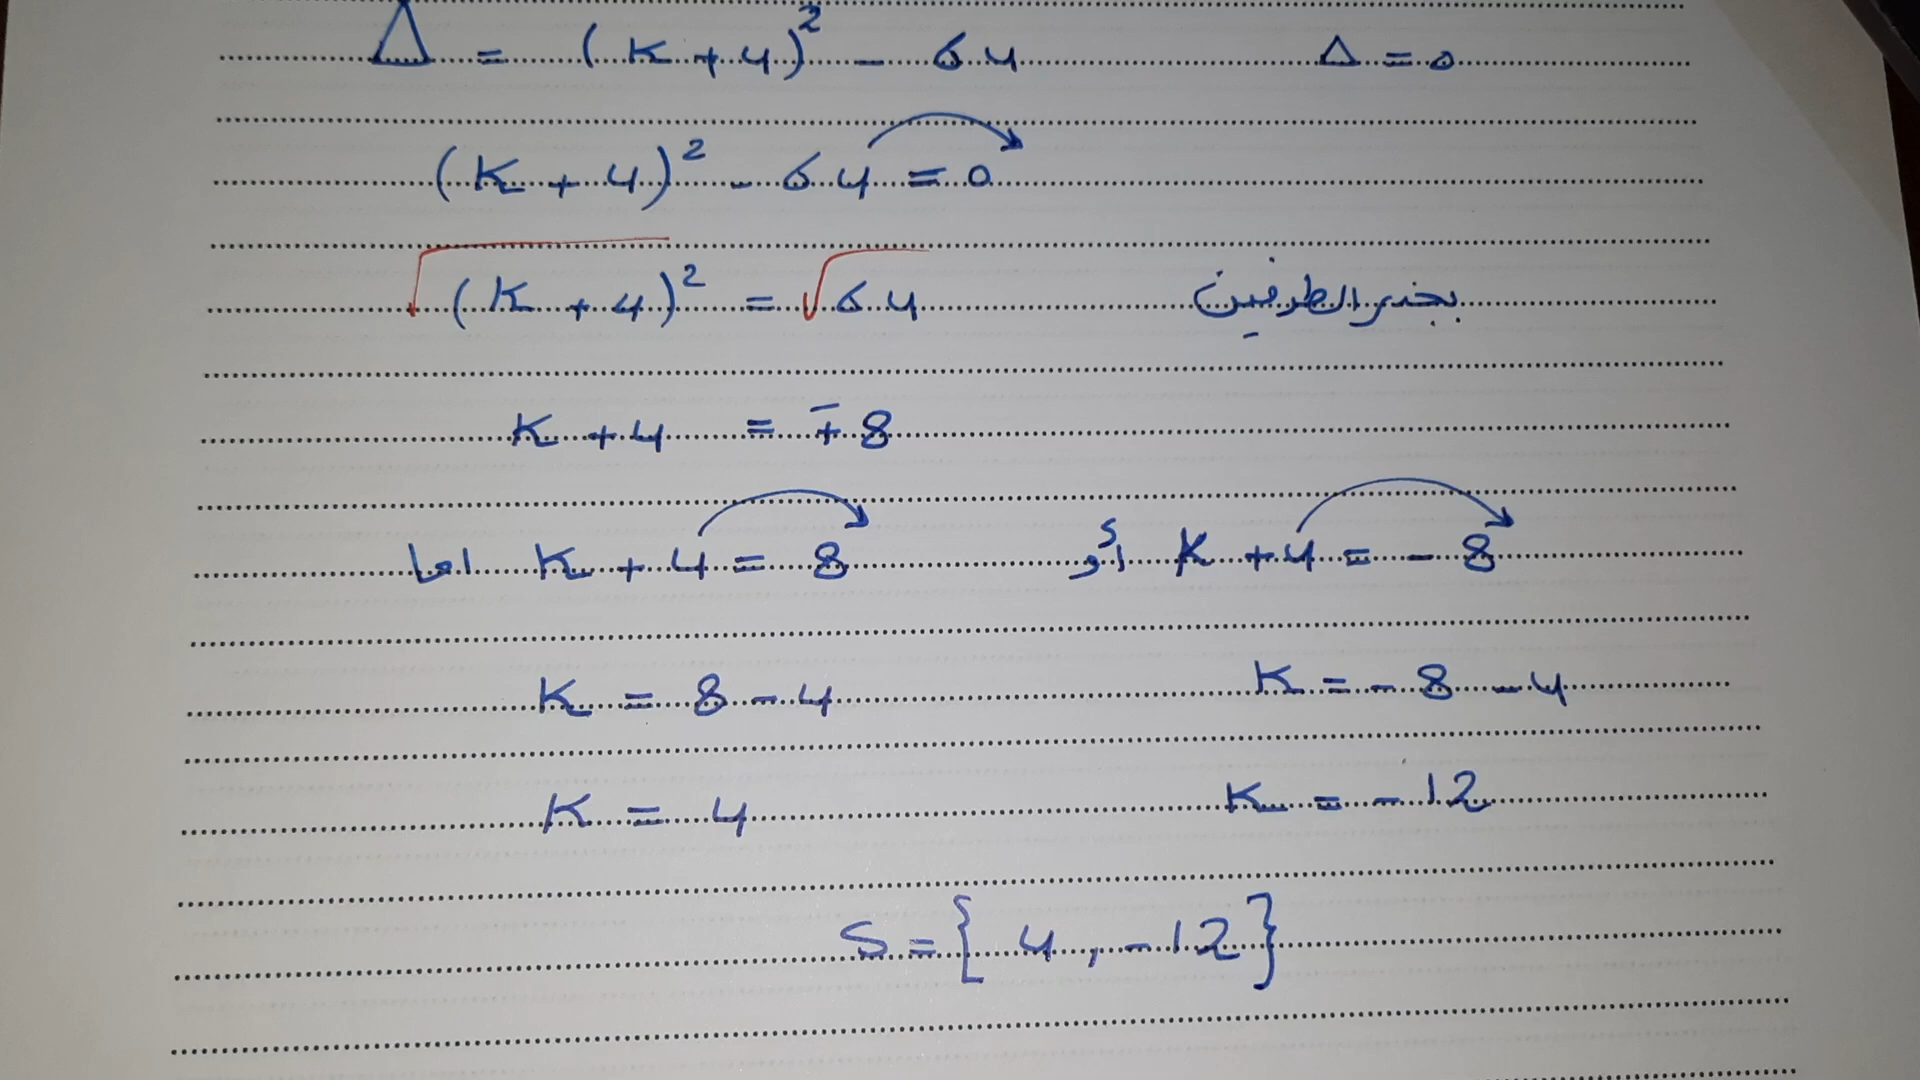 Δ = (K+4)² - 64 Δ = 0
(K+4)² - 64 = 0
√(K+4)² = √64 بجذر الطرفين
K+4 = ∓8
اما K+4 = 8 أو K+4 = -8
K = 8-4 K = -8-4
K = 4 K = -12
S = {4, -12}